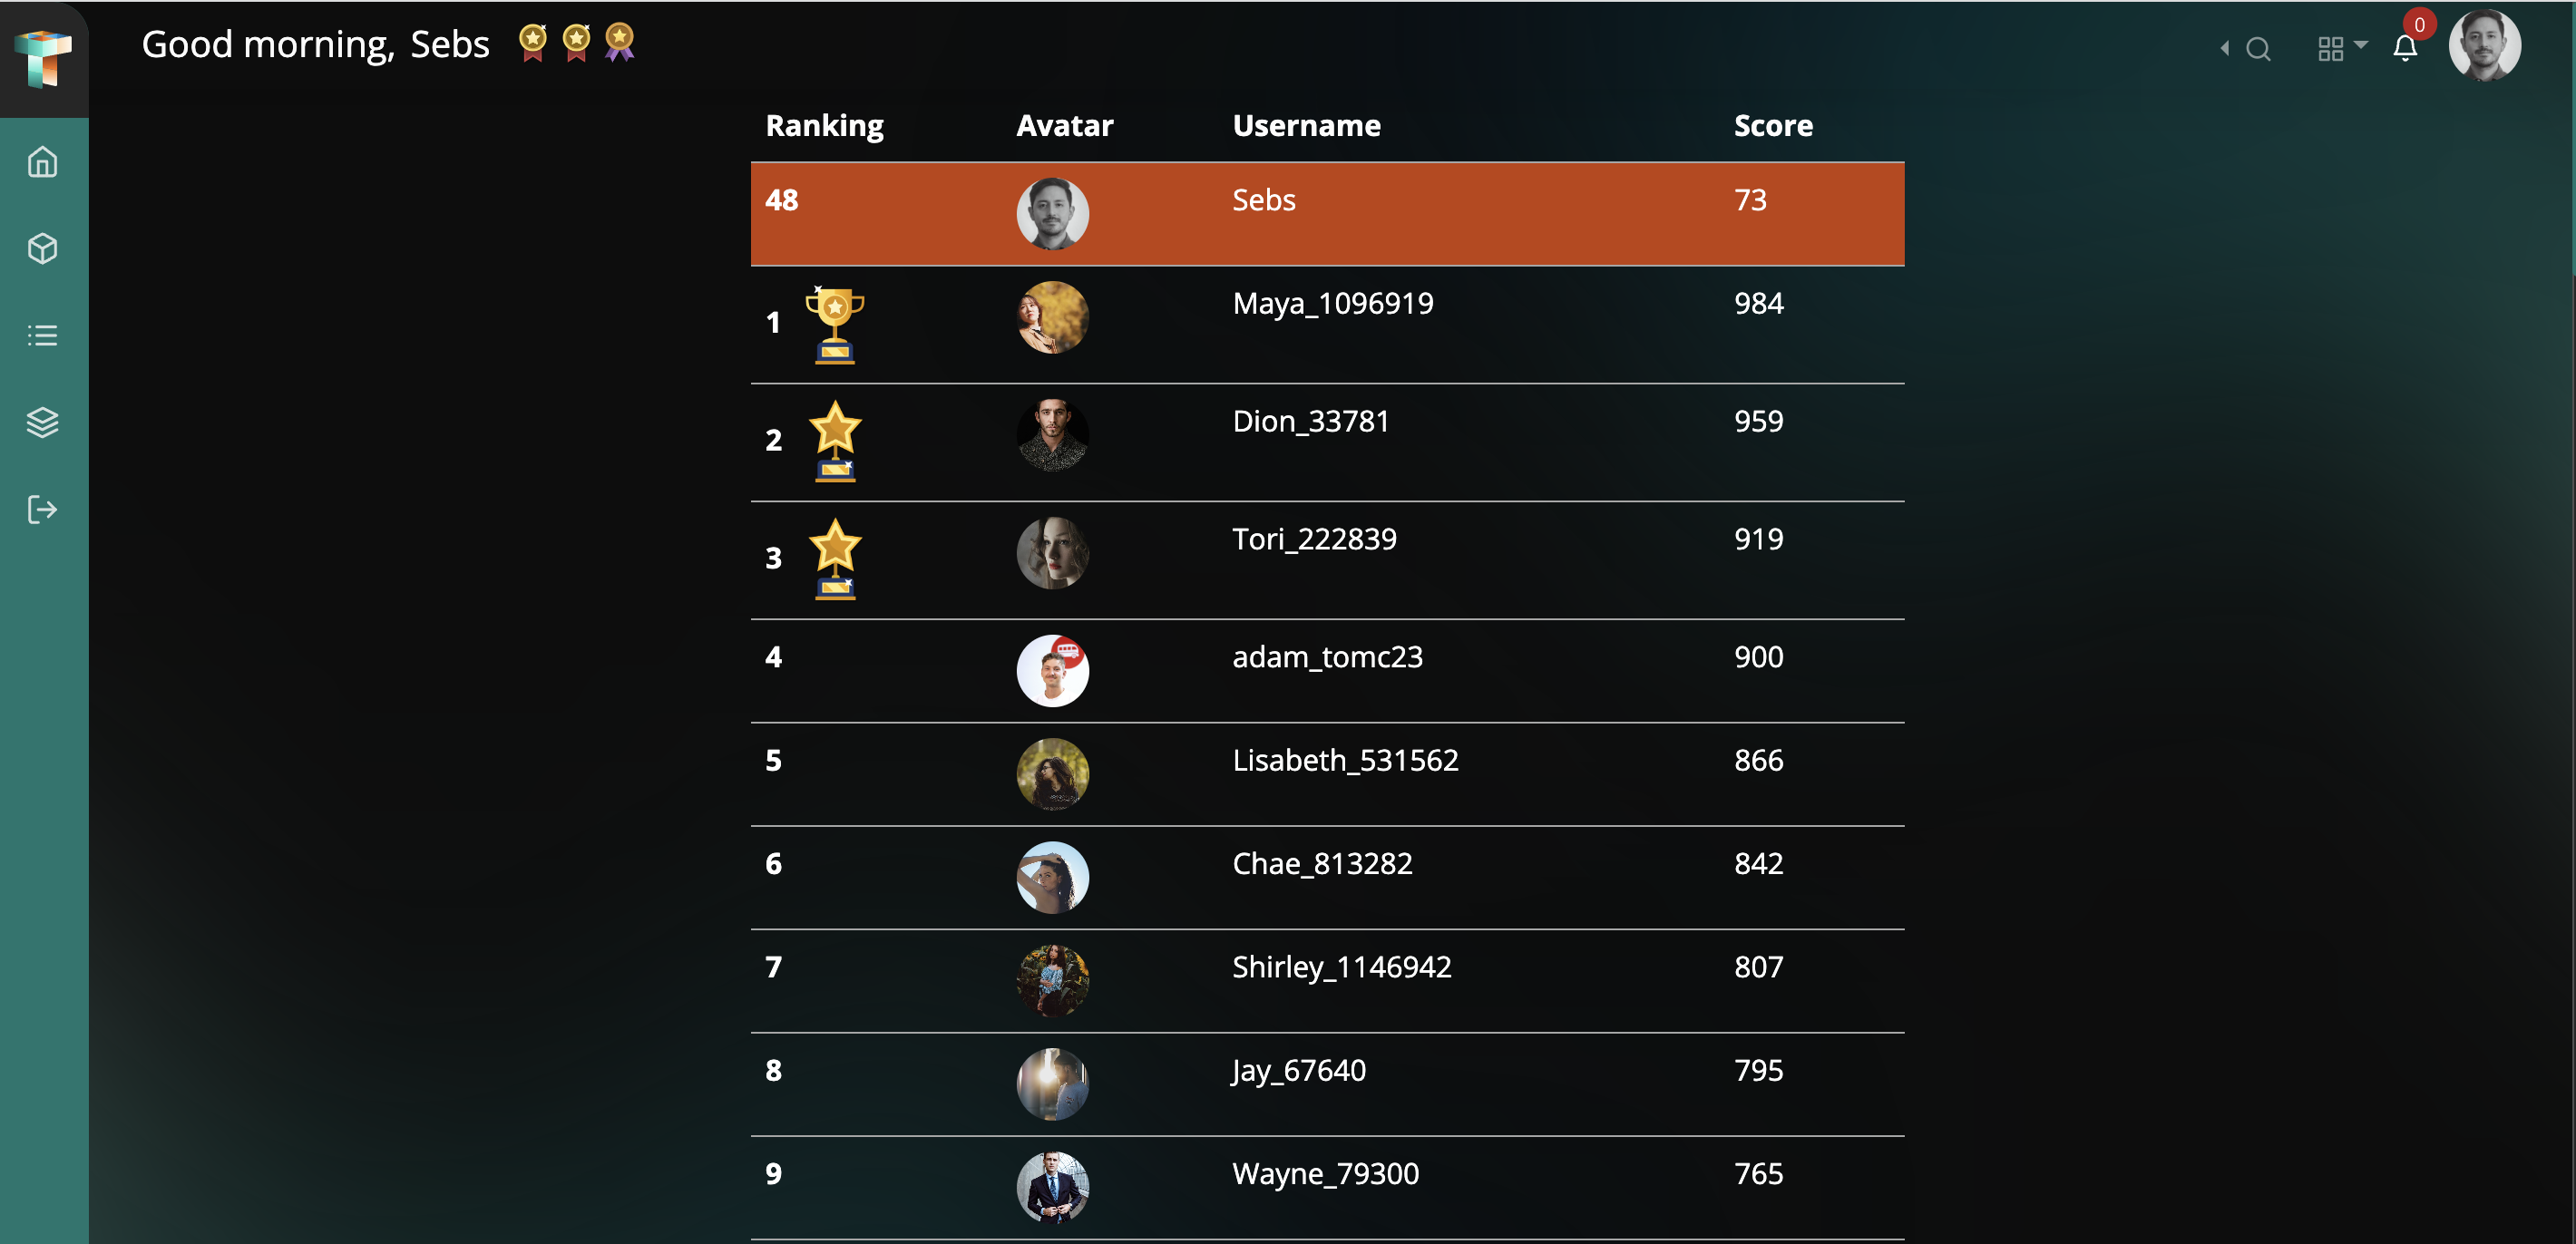 Good morning, Sebs
0
Ranking Avatar Username Score
48 Sebs 73
1 Maya_1096919 984
2 Dion_33781 959
3 Tori_222839 919
4 adam_tomc23 900
5 Lisabeth_531562 866
6 Chae_813282 842
7 Shirley_1146942 807
8 Jay_67640 795
9 Wayne_79300 765